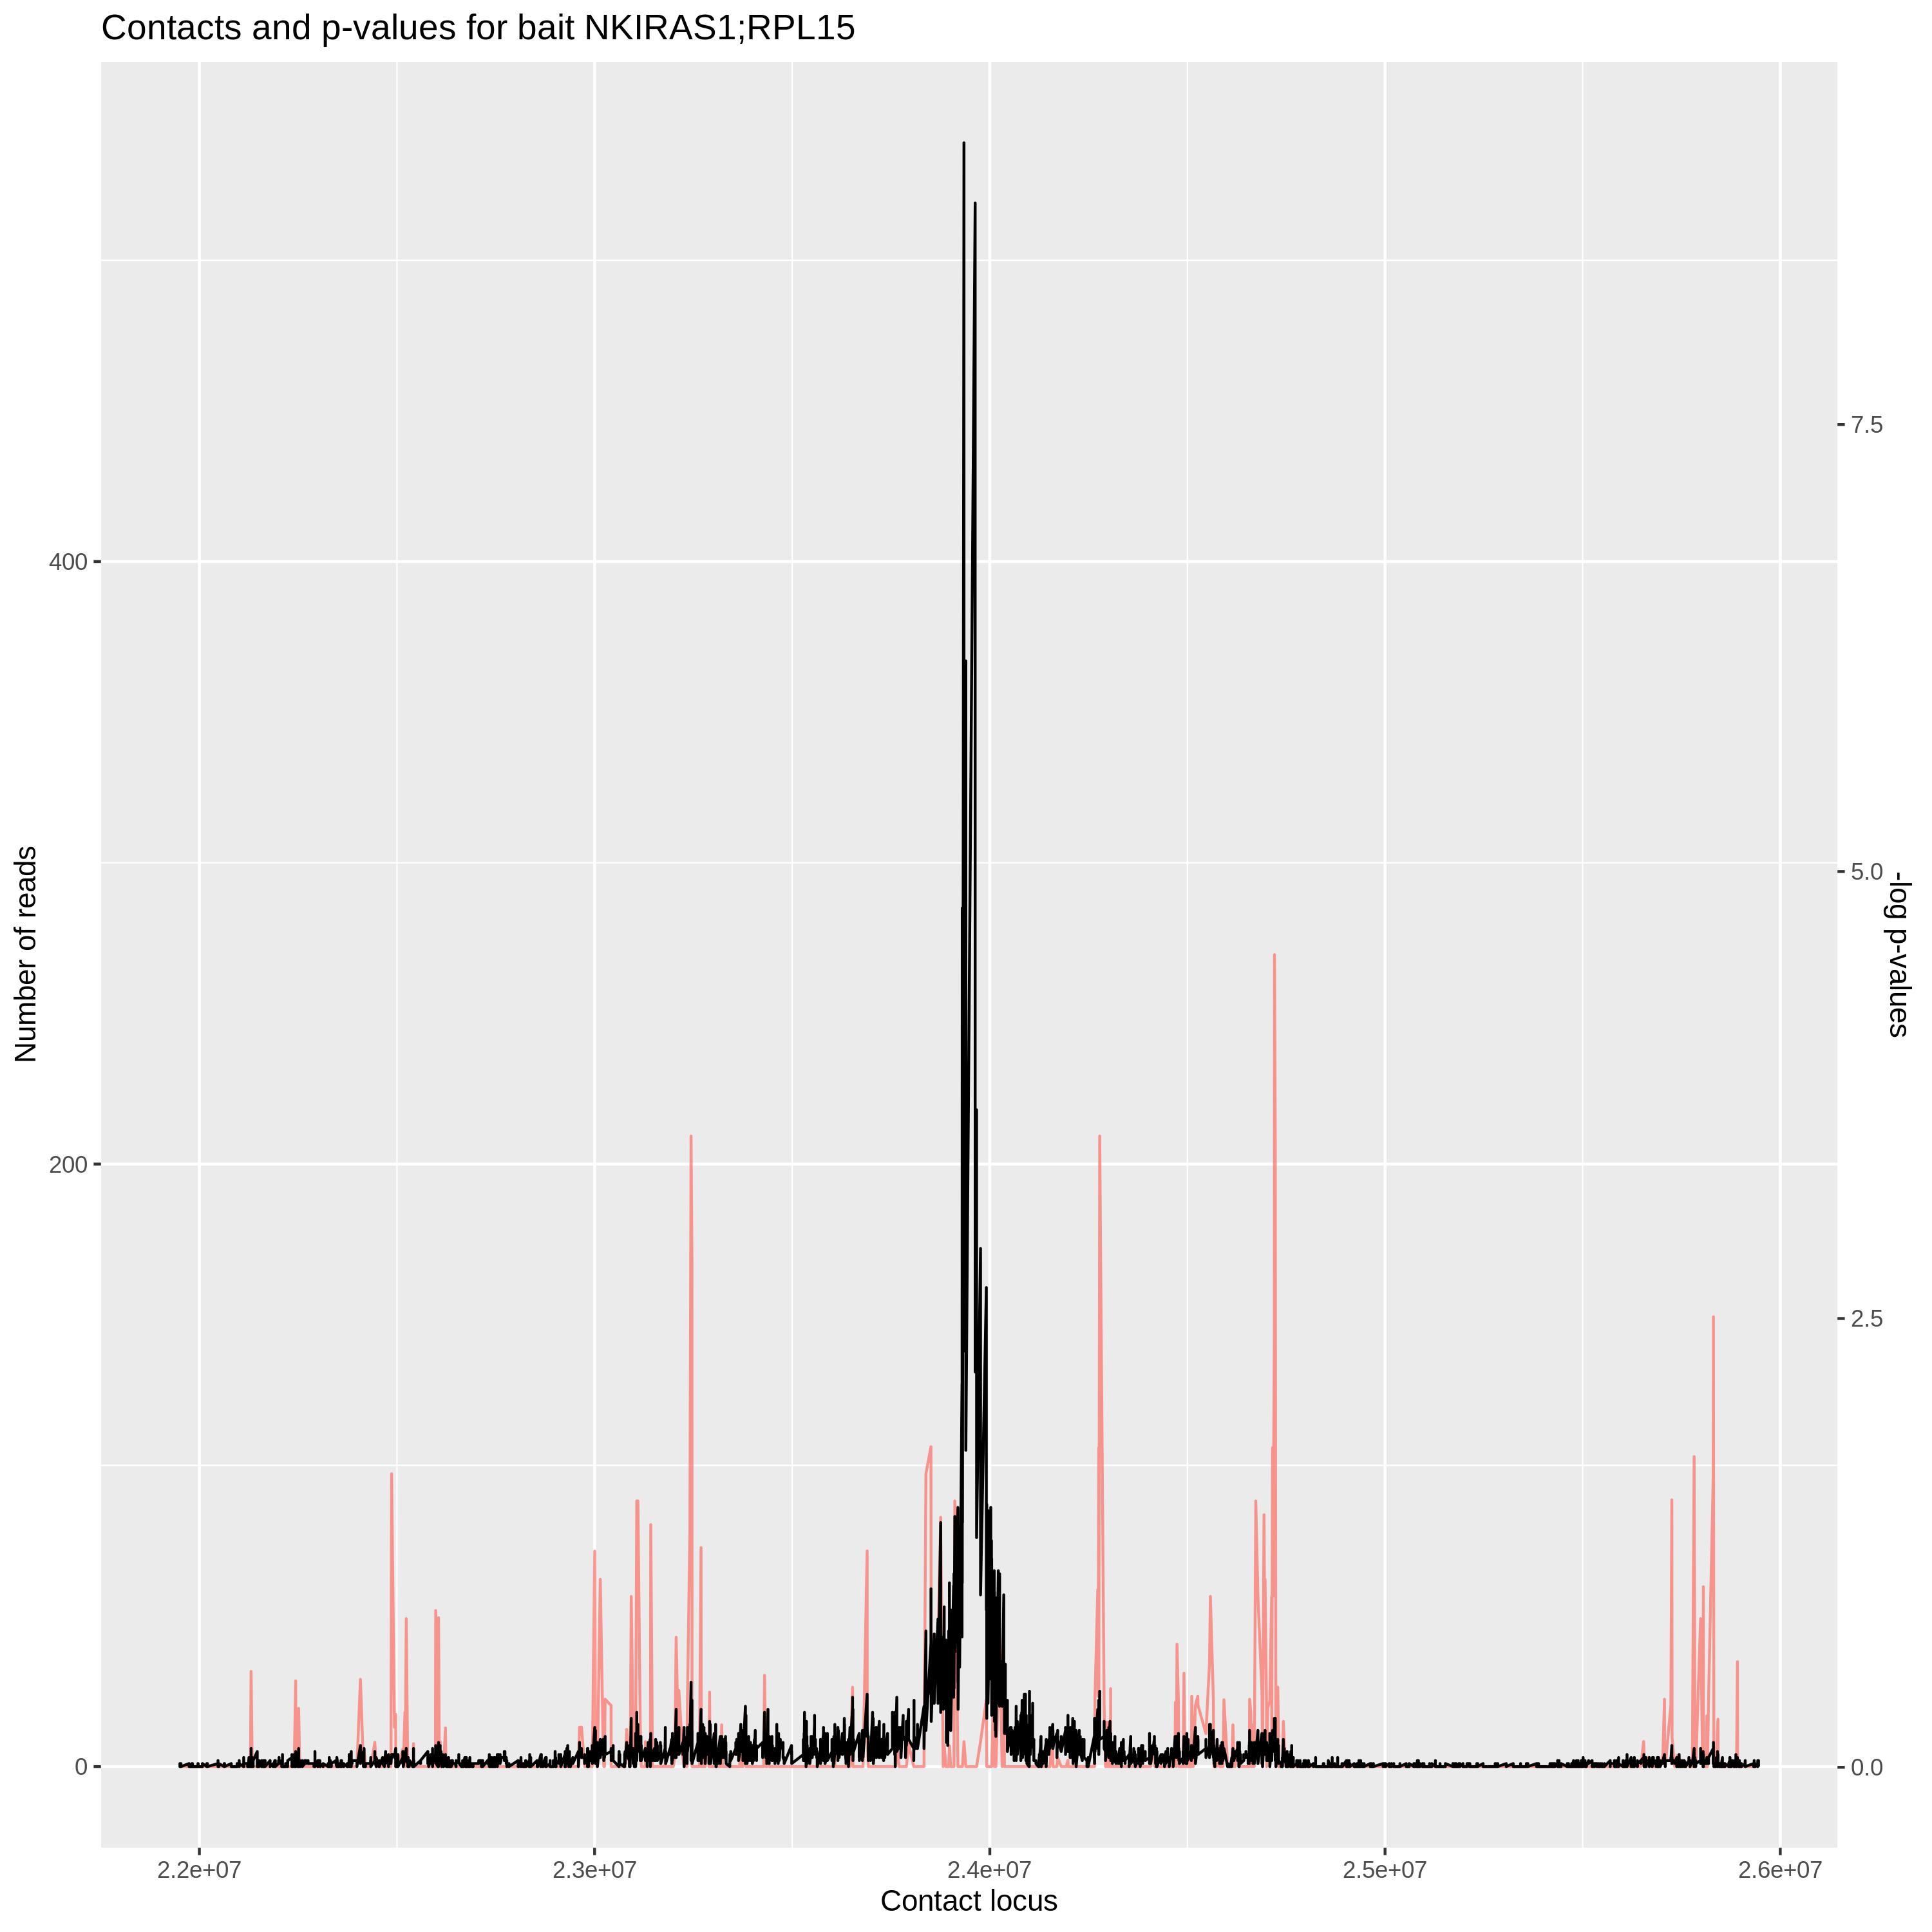 Contacts and p-values for bait NKIRAS1;RPL15
Number of reads
400
200
0
7.5
5.0
2.5
0.0
-log p-values
2.2e+07
2.3e+07
2.4e+07
2.5e+07
2.6e+07
Contact locus